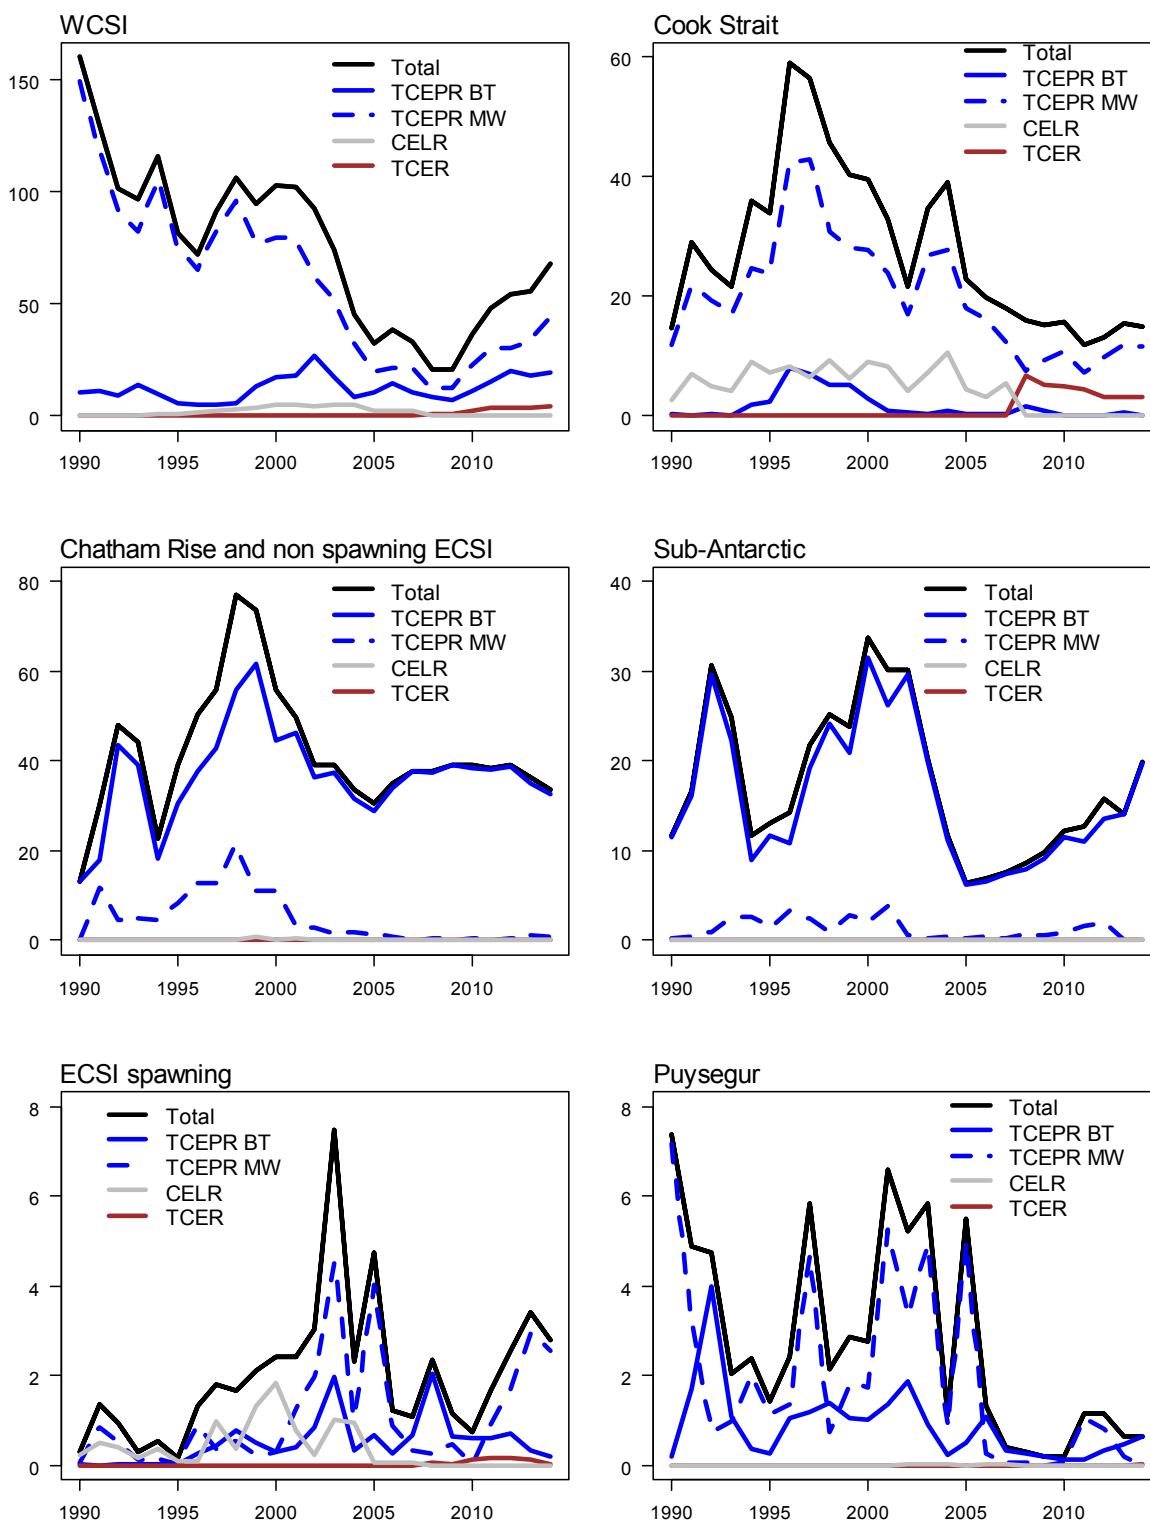 WCSI
150
100
50
0
Total
TCEPR BT
TCEPR MW
CELR
TCER
1990 1995 2000 2005 2010
Cook Strait
60
40
20
0
Total
TCEPR BT
TCEPR MW
CELR
TCER
1990 1995 2000 2005 2010
Chatham Rise and non spawning ECSI
80
60
40
20
0
Total
TCEPR BT
TCEPR MW
CELR
TCER
1990 1995 2000 2005 2010
Sub-Antarctic
40
30
20
10
0
Total
TCEPR BT
TCEPR MW
CELR
TCER
1990 1995 2000 2005 2010
ECSI spawning
8
6
4
2
0
Total
TCEPR BT
TCEPR MW
CELR
TCER
1990 1995 2000 2005 2010
Puysegur
8
6
4
2
0
Total
TCEPR BT
TCEPR MW
CELR
TCER
1990 1995 2000 2005 2010